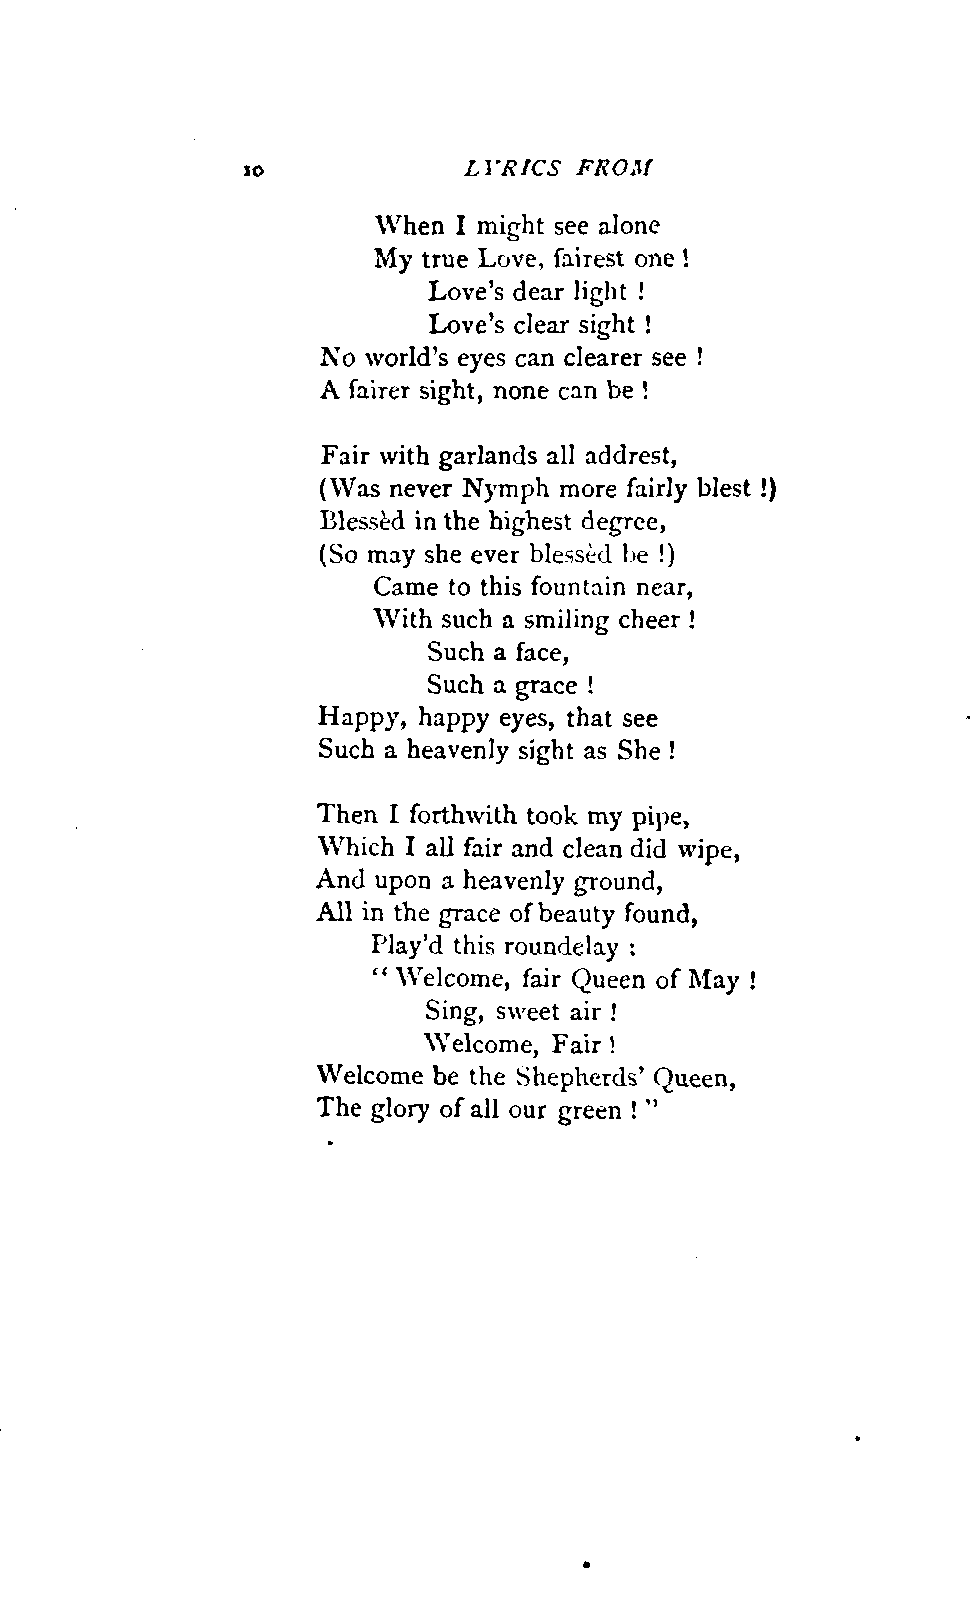 10 LYRICS FROM
When I might see alone
My true Love, fairest one !
Love's dear light !
Love's clear sight !
No world's eyes can clearer see !
A fairer sight, none can be !
Fair with garlands all addrest,
(Was never Nymph more fairly blest !)
Blessèd in the highest degree,
(So may she ever blessèd be !)
Came to this fountain near,
With such a smiling cheer !
Such a face,
Such a grace !
Happy, happy eyes, that see
Such a heavenly sight as She !
Then I forthwith took my pipe,
Which I all fair and clean did wipe,
And upon a heavenly ground,
All in the grace of beauty found,
Play'd this roundelay :
“ Welcome, fair Queen of May !
Sing, sweet air !
Welcome, Fair !
Welcome be the Shepherds' Queen,
The glory of all our green ! ”